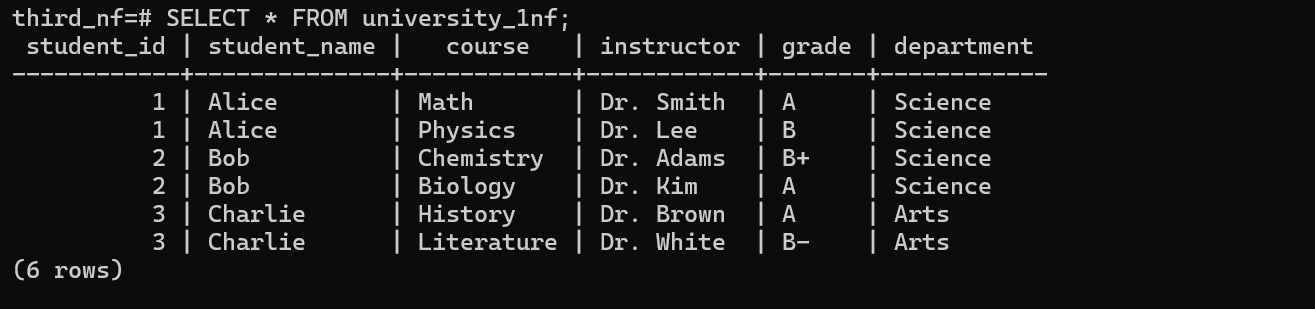 third_nf=# SELECT * FROM university_1nf;
 student_id | student_name |   course   | instructor | grade | department
------------+--------------+------------+------------+-------+------------
          1 | Alice        | Math       | Dr. Smith  | A     | Science
          1 | Alice        | Physics    | Dr. Lee    | B     | Science
          2 | Bob          | Chemistry  | Dr. Adams  | B+    | Science
          2 | Bob          | Biology    | Dr. Kim    | A     | Science
          3 | Charlie      | History    | Dr. Brown  | A     | Arts
          3 | Charlie      | Literature | Dr. White  | B-    | Arts
(6 rows)